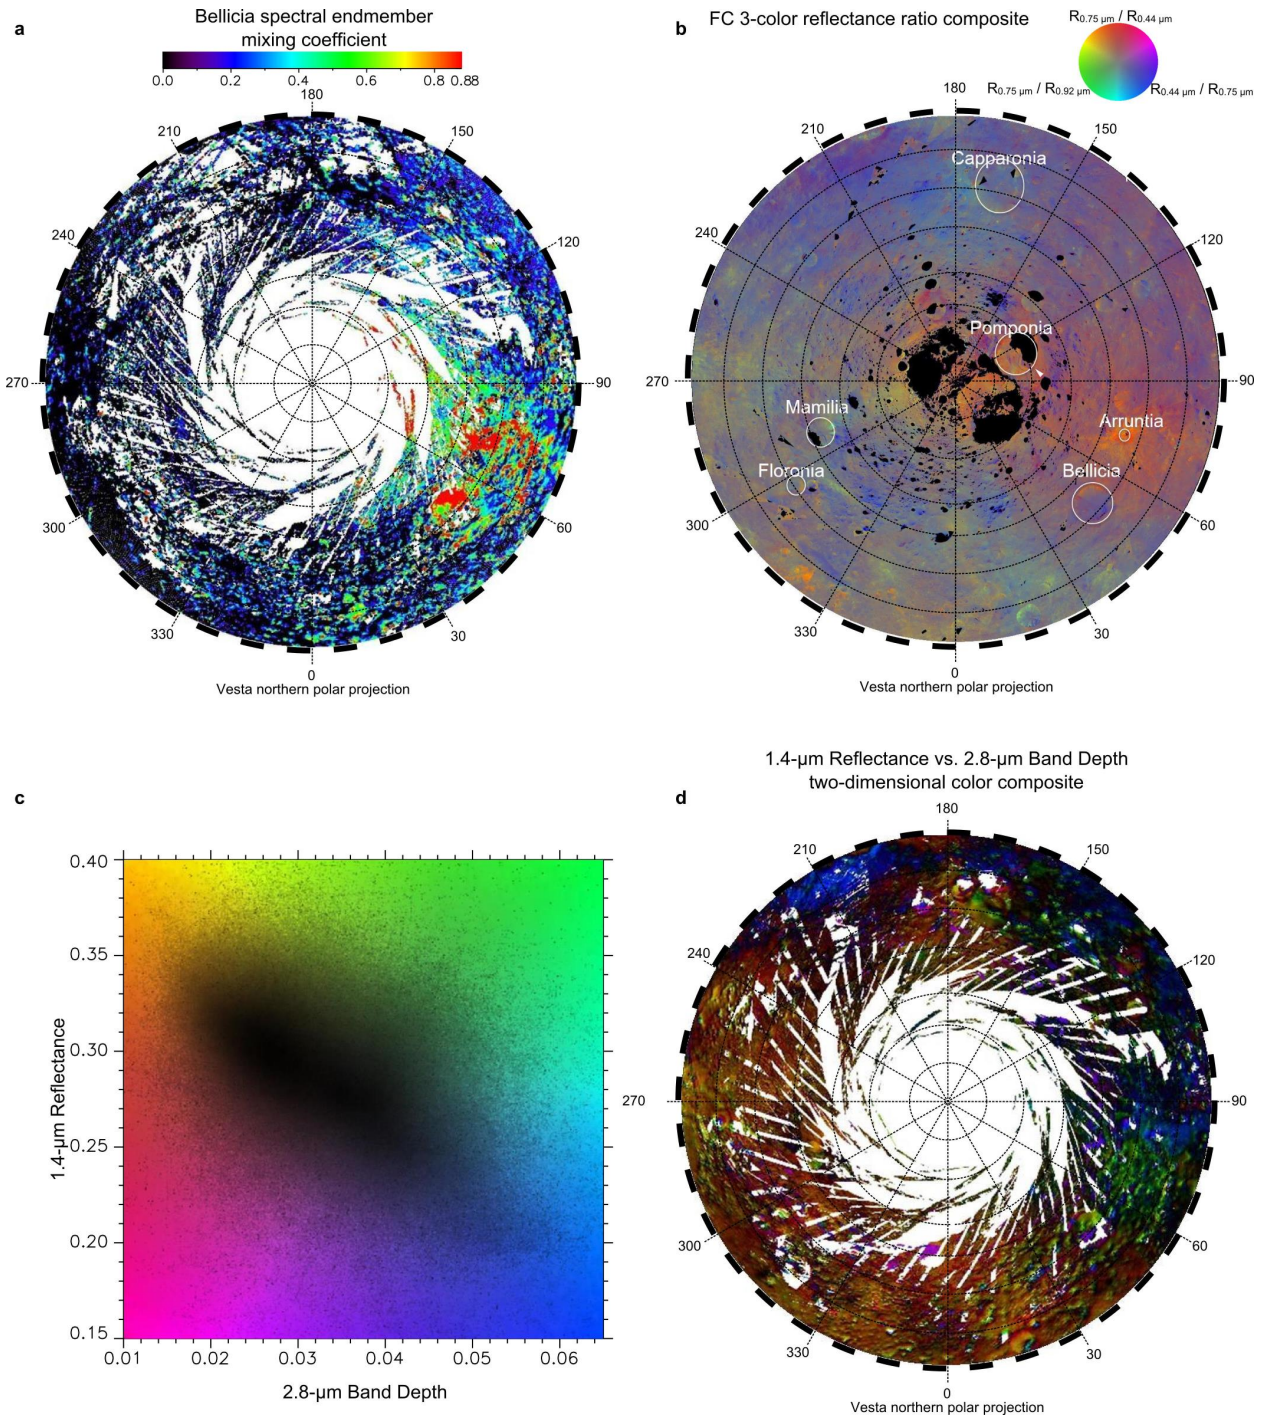 a
Bellicia spectral endmember
mixing coefficient
0.0 0.2 0.4 0.6 0.8 0.88
180
210 150
240 120
270 90
300 60
330 30
0
Vesta northern polar projection
b
FC 3-color reflectance ratio composite
R0.75 µm / R0.44 µm
R0.75 µm / R0.92 µm
R0.44 µm / R0.75 µm
180
210 150
Capparonia
240 120
Pomponia
270 90
Mamilia
Arruntia
Floronia
Bellicia
300 60
330 30
0
Vesta northern polar projection
c
0.40
0.35
0.30
0.25
0.20
0.15
1.4-µm Reflectance
0.01 0.02 0.03 0.04 0.05 0.06
2.8-µm Band Depth
1.4-µm Reflectance vs. 2.8-µm Band Depth
two-dimensional color composite
d
180
210 150
240 120
270 90
300 60
330 30
0
Vesta northern polar projection